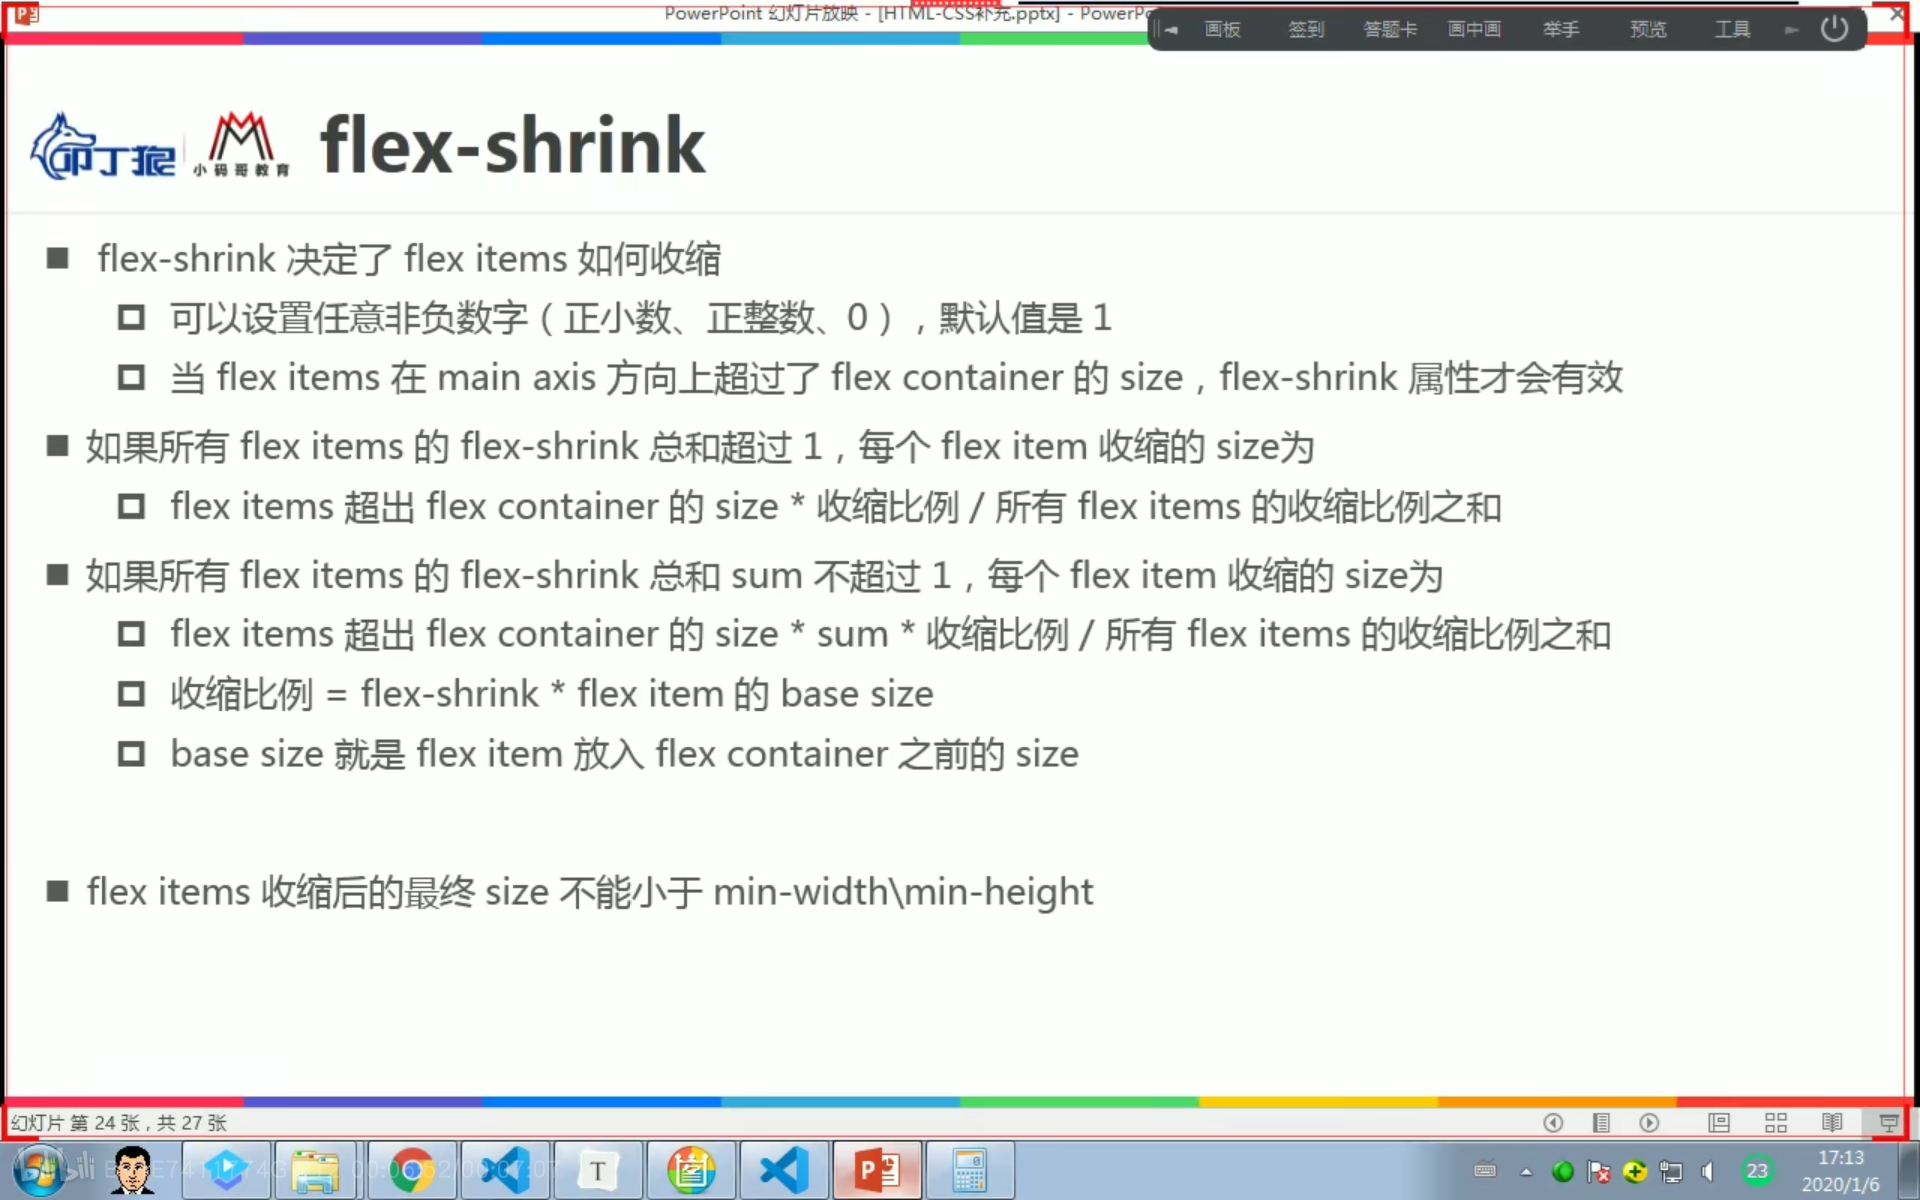 PowerPoint 幻灯片放映 - [HTML-CSS补充.pptx] - PowerPo
画板 签到 答题卡 画中画 举手 预览 工具
叩丁狼 小码哥教育 flex-shrink
flex-shrink 决定了 flex items 如何收缩
可以设置任意非负数字（正小数、正整数、0），默认值是 1
当 flex items 在 main axis 方向上超过了 flex container 的 size，flex-shrink 属性才会有效
如果所有 flex items 的 flex-shrink 总和超过 1，每个 flex item 收缩的 size为
flex items 超出 flex container 的 size * 收缩比例 / 所有 flex items 的收缩比例之和
如果所有 flex items 的 flex-shrink 总和 sum 不超过 1，每个 flex item 收缩的 size为
flex items 超出 flex container 的 size * sum * 收缩比例 / 所有 flex items 的收缩比例之和
收缩比例 = flex-shrink * flex item 的 base size
base size 就是 flex item 放入 flex container 之前的 size
flex items 收缩后的最终 size 不能小于 min-width\min-height
幻灯片 第 24 张，共 27 张
00:06:52/00:07:07
23
17:13
2020/1/6